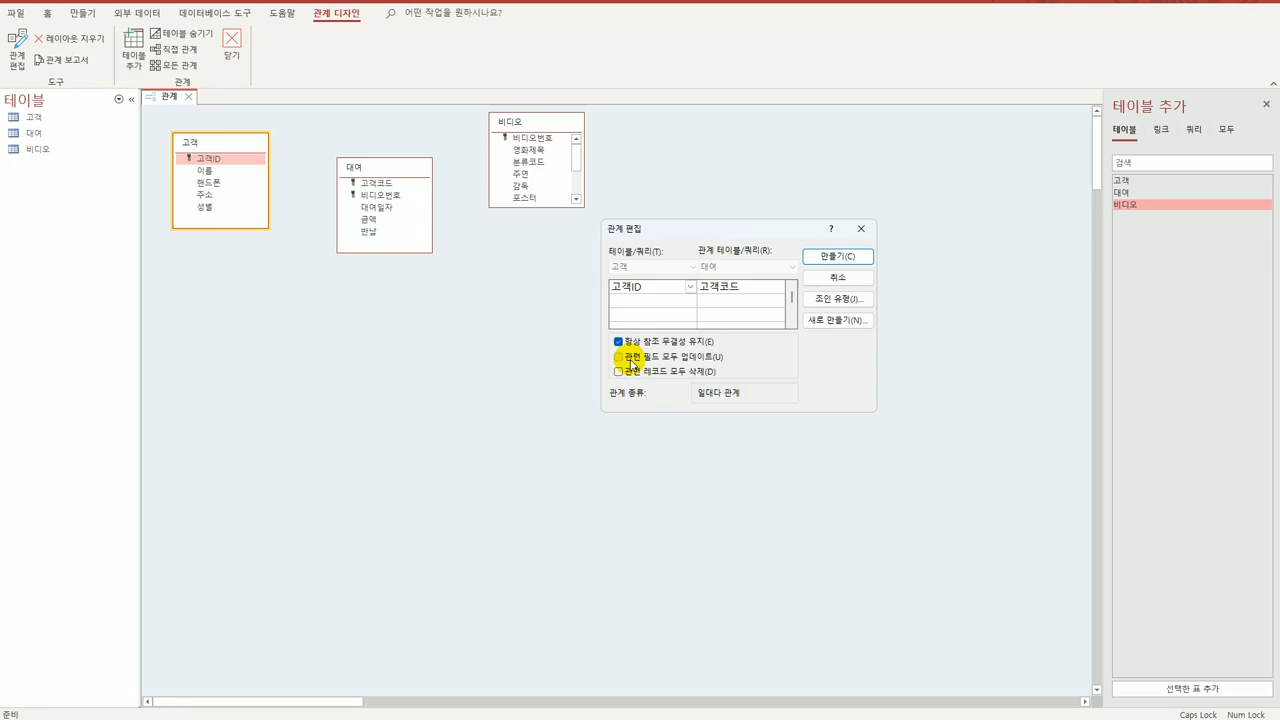 파일 홈 만들기 외부 데이터 데이터베이스 도구 도움말 관계 디자인 어떤 작업을 원하시나요?
관계 편집
레이아웃 지우기
관계 보고서
도구
테이블 추가
테이블 숨기기
직접 관계
모든 관계
닫기
관계
테이블
고객
대여
비디오
관계
고객
고객ID
이름
핸드폰
주소
성별
대여
고객코드
비디오번호
대여일자
금액
반납
비디오
비디오번호
영화제목
분류코드
주연
감독
포스터
관계 편집
테이블/쿼리(T): 관계 테이블/쿼리(R):
고객 대여
고객ID 고객코드
항상 참조 무결성 유지(E)
관련 필드 모두 업데이트(U)
관련 레코드 모두 삭제(D)
관계 종류: 일대다 관계
만들기(C)
취소
조인 유형(J)...
새로 만들기(N)...
테이블 추가
테이블 링크 쿼리 모두
검색
고객
대여
비디오
선택한 표 추가
준비
Caps Lock Num Lock